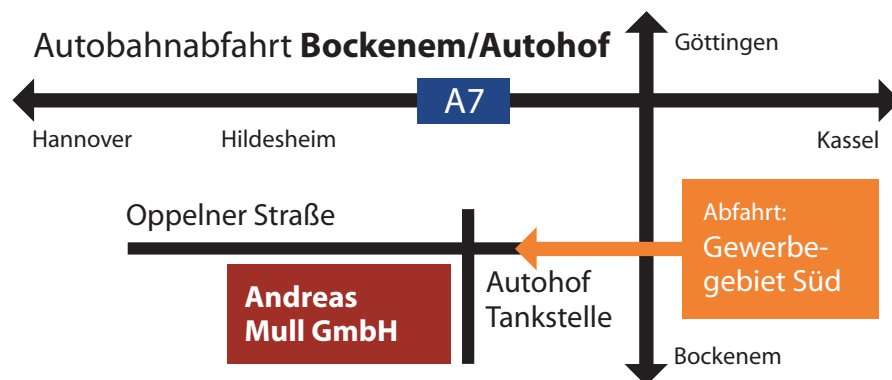 Autobahnabfahrt Bockenem/Autohof
Göttingen
A7
Hannover
Hildesheim
Kassel
Oppelner Straße
Abfahrt:
Gewerbe-
gebiet Süd
Andreas
Mull GmbH
Autohof
Tankstelle
Bockenem